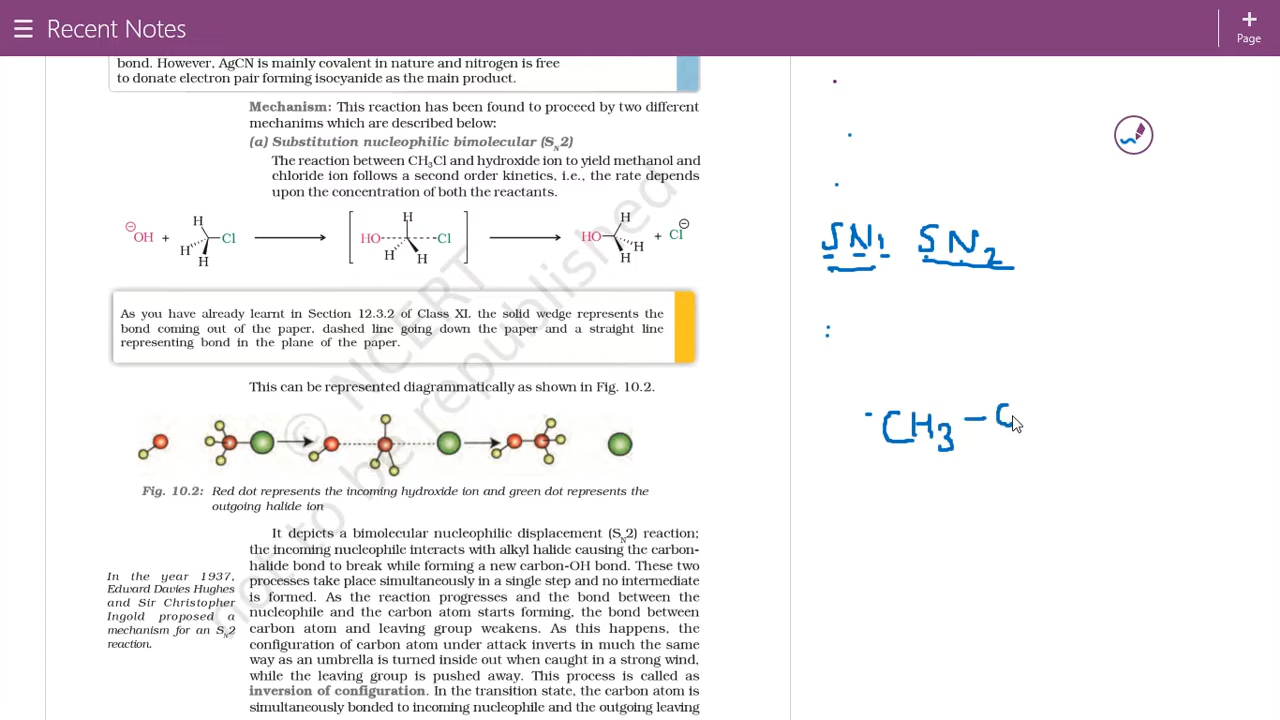 Recent Notes
Page
bond. However, AgCN is mainly covalent in nature and nitrogen is free
to donate electron pair forming isocyanide as the main product.
Mechanism: This reaction has been found to proceed by two different
mechanims which are described below:
(a) Substitution nucleophilic bimolecular (SN2)
The reaction between CH3Cl and hydroxide ion to yield methanol and
chloride ion follows a second order kinetics, i.e., the rate depends
upon the concentration of both the reactants.
⊖OH + H H H Cl
HO H H H Cl
HO H H H + Cl⊖
As you have already learnt in Section 12.3.2 of Class XI, the solid wedge represents the
bond coming out of the paper, dashed line going down the paper and a straight line
representing bond in the plane of the paper.
This can be represented diagrammatically as shown in Fig. 10.2.
Fig. 10.2: Red dot represents the incoming hydroxide ion and green dot represents the
outgoing halide ion
In the year 1937,
Edward Davies Hughes
and Sir Christopher
Ingold proposed a
mechanism for an SN2
reaction.
It depicts a bimolecular nucleophilic displacement (SN2) reaction;
the incoming nucleophile interacts with alkyl halide causing the carbon-
halide bond to break while forming a new carbon-OH bond. These two
processes take place simultaneously in a single step and no intermediate
is formed. As the reaction progresses and the bond between the
nucleophile and the carbon atom starts forming, the bond between
carbon atom and leaving group weakens. As this happens, the
configuration of carbon atom under attack inverts in much the same
way as an umbrella is turned inside out when caught in a strong wind,
while the leaving group is pushed away. This process is called as
inversion of configuration. In the transition state, the carbon atom is
simultaneously bonded to incoming nucleophile and the outgoing leaving
© NCERT
not to be republished
SN1 SN2
CH3 – C